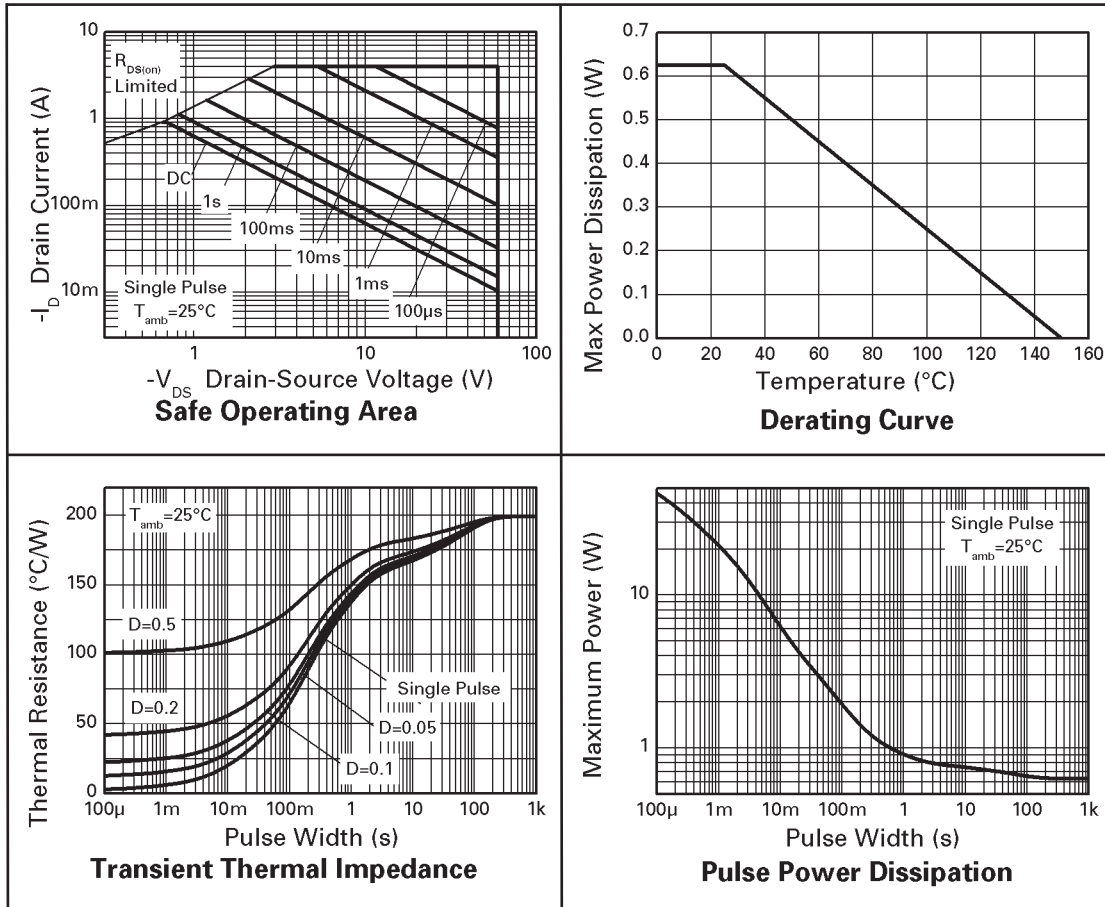 10
1
100m
10m
-I_D Drain Current (A)
R_DS(on)
Limited
DC
1s
100ms
10ms
1ms
100µs
Single Pulse
T_amb=25°C
1
10
100
-V_DS Drain-Source Voltage (V)
Safe Operating Area
0.7
0.6
0.5
0.4
0.3
0.2
0.1
0.0
Max Power Dissipation (W)
0
20
40
60
80
100
120
140
160
Temperature (°C)
Derating Curve
200
150
100
50
0
Thermal Resistance (°C/W)
T_amb=25°C
D=0.5
D=0.2
Single Pulse
D=0.05
D=0.1
100µ
1m
10m
100m
1
10
100
1k
Pulse Width (s)
Transient Thermal Impedance
10
1
Maximum Power (W)
Single Pulse
T_amb=25°C
100µ
1m
10m
100m
1
10
100
1k
Pulse Width (s)
Pulse Power Dissipation